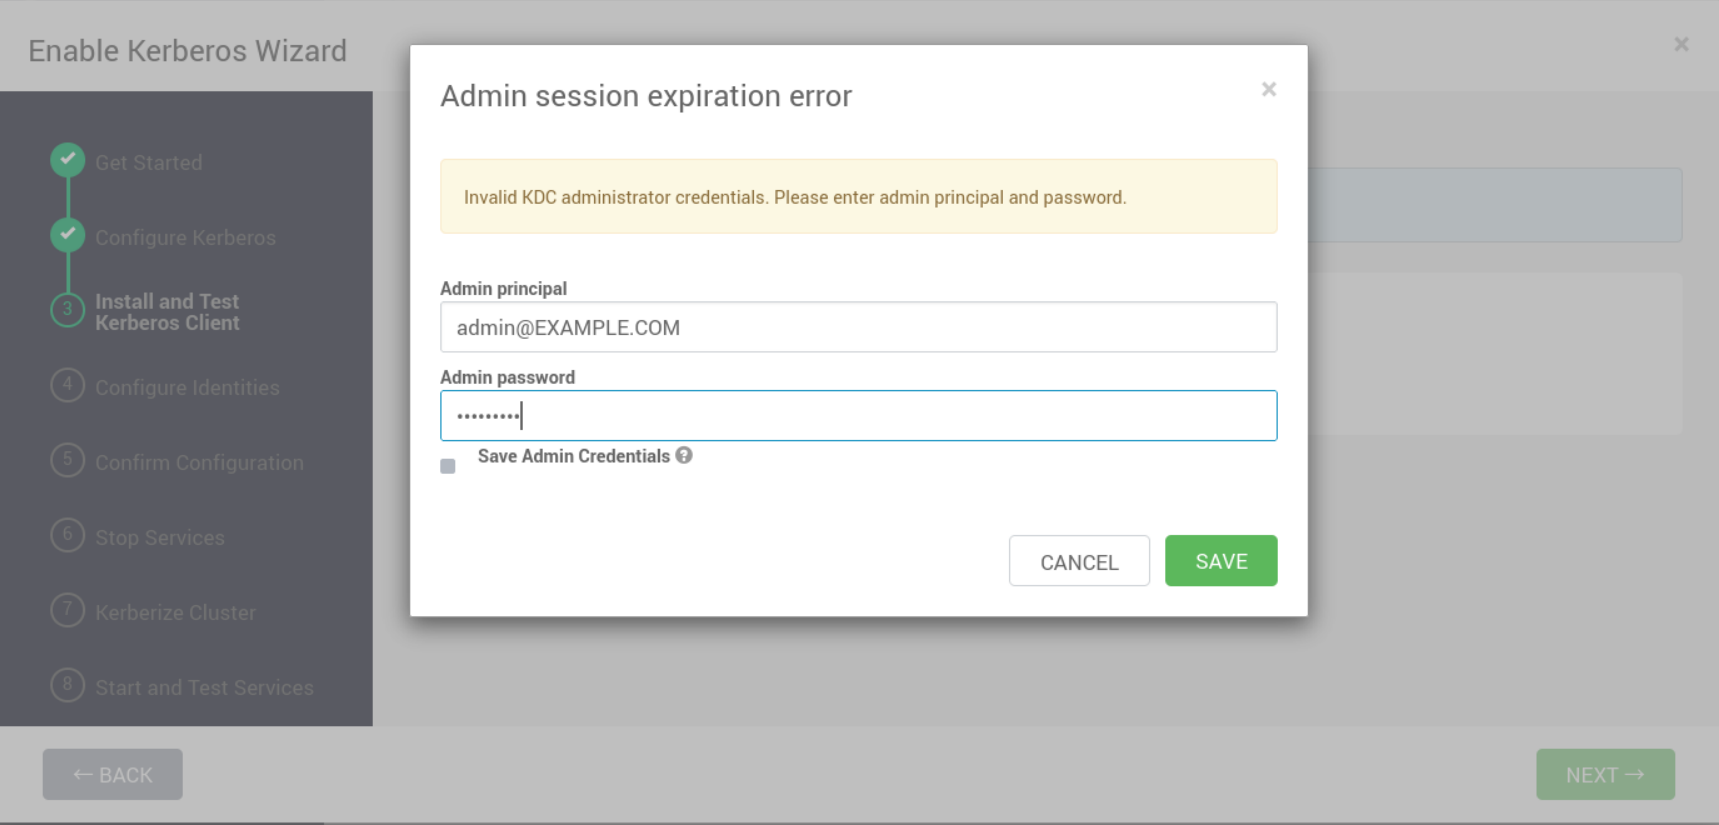 Enable Kerberos Wizard
×
Get Started
Configure Kerberos
3
Install and Test
Kerberos Client
4
Configure Identities
5
Confirm Configuration
6
Stop Services
7
Kerberize Cluster
8
Start and Test Services
Admin session expiration error
×
Invalid KDC administrator credentials. Please enter admin principal and password.
Admin principal
admin@EXAMPLE.COM
Admin password
•••••••••
Save Admin Credentials ?
CANCEL
SAVE
← BACK
NEXT →